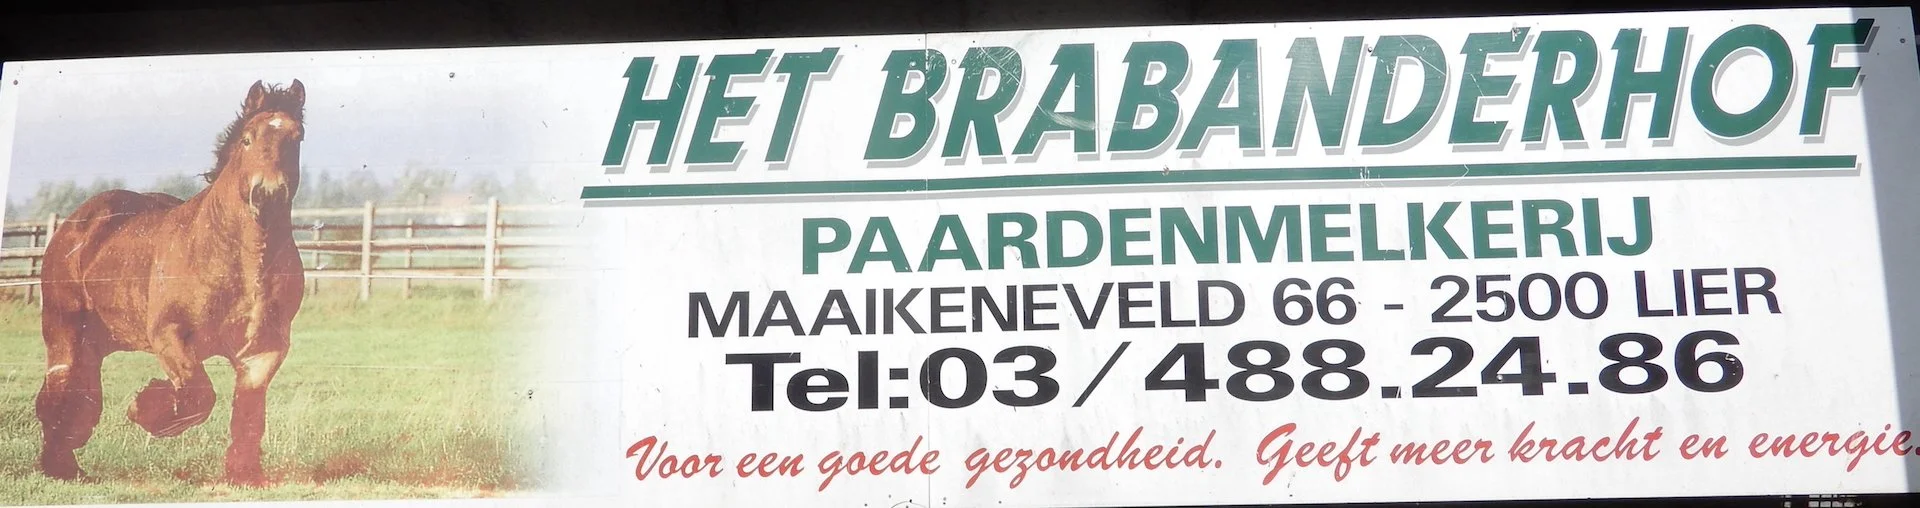 HET BRABANDERHOF
PAARDENMELKERIJ
MAAIKENEVELD 66 - 2500 LIER
Tel:03/488.24.86
Voor een goede gezondheid. Geeft meer kracht en energie.